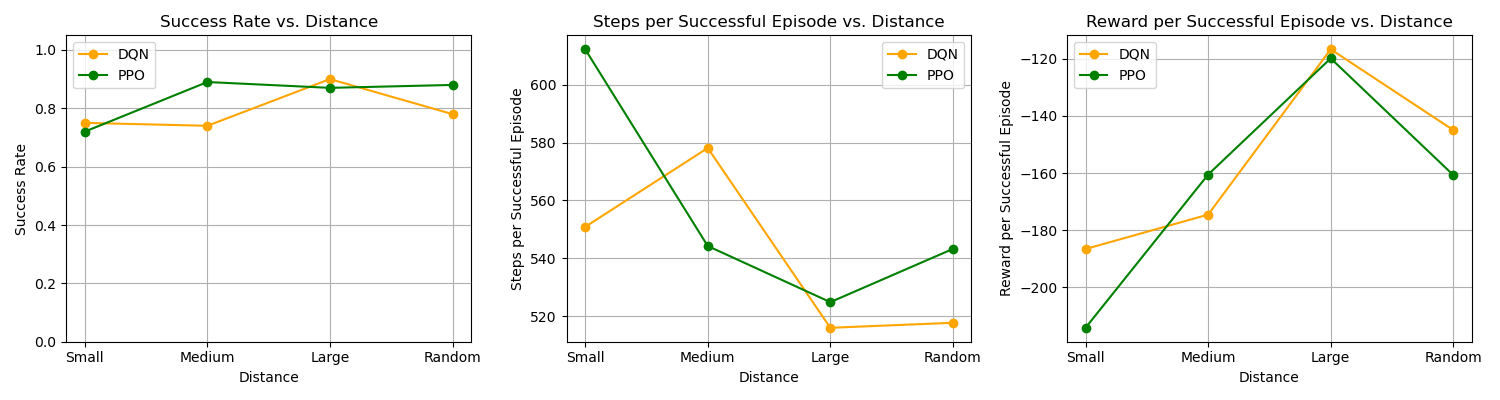 Success Rate vs. Distance
DQN
PPO
1.0
0.8
0.6
0.4
0.2
0.0
Success Rate
Small Medium Large Random
Distance
Steps per Successful Episode vs. Distance
DQN
PPO
600
580
560
540
520
Steps per Successful Episode
Small Medium Large Random
Distance
Reward per Successful Episode vs. Distance
DQN
PPO
−120
−140
−160
−180
−200
Reward per Successful Episode
Small Medium Large Random
Distance